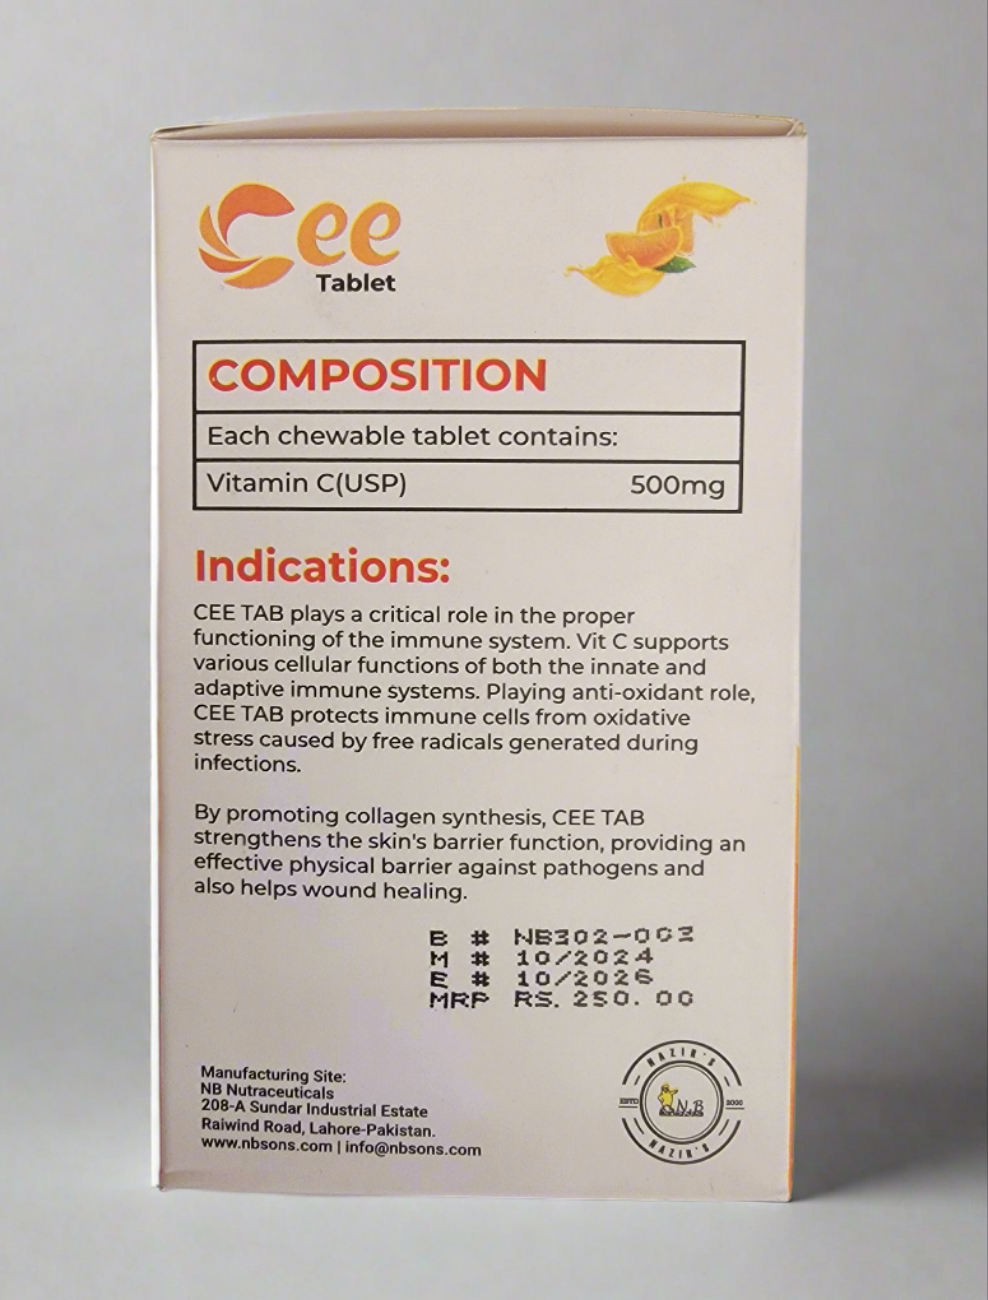 Cee
Tablet
COMPOSITION
Each chewable tablet contains:
Vitamin C(USP) 500mg
Indications:
CEE TAB plays a critical role in the proper
functioning of the immune system. Vit C supports
various cellular functions of both the innate and
adaptive immune systems. Playing anti-oxidant role,
CEE TAB protects immune cells from oxidative
stress caused by free radicals generated during
infections.
By promoting collagen synthesis, CEE TAB
strengthens the skin's barrier function, providing an
effective physical barrier against pathogens and
also helps wound healing.
B # NB302-003
M # 10/2024
E # 10/2026
MRP RS. 250. 00
Manufacturing Site:
NB Nutraceuticals
208-A Sundar Industrial Estate
Raiwind Road, Lahore-Pakistan.
www.nbsons.com | info@nbsons.com
NAZIR'S
ESTD
N.B
NAZIR'S